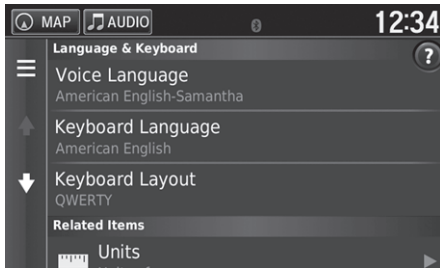 MAP AUDIO 12:34
Language & Keyboard
?
Voice Language
American English-Samantha
Keyboard Language
American English
Keyboard Layout
QWERTY
Related Items
Units